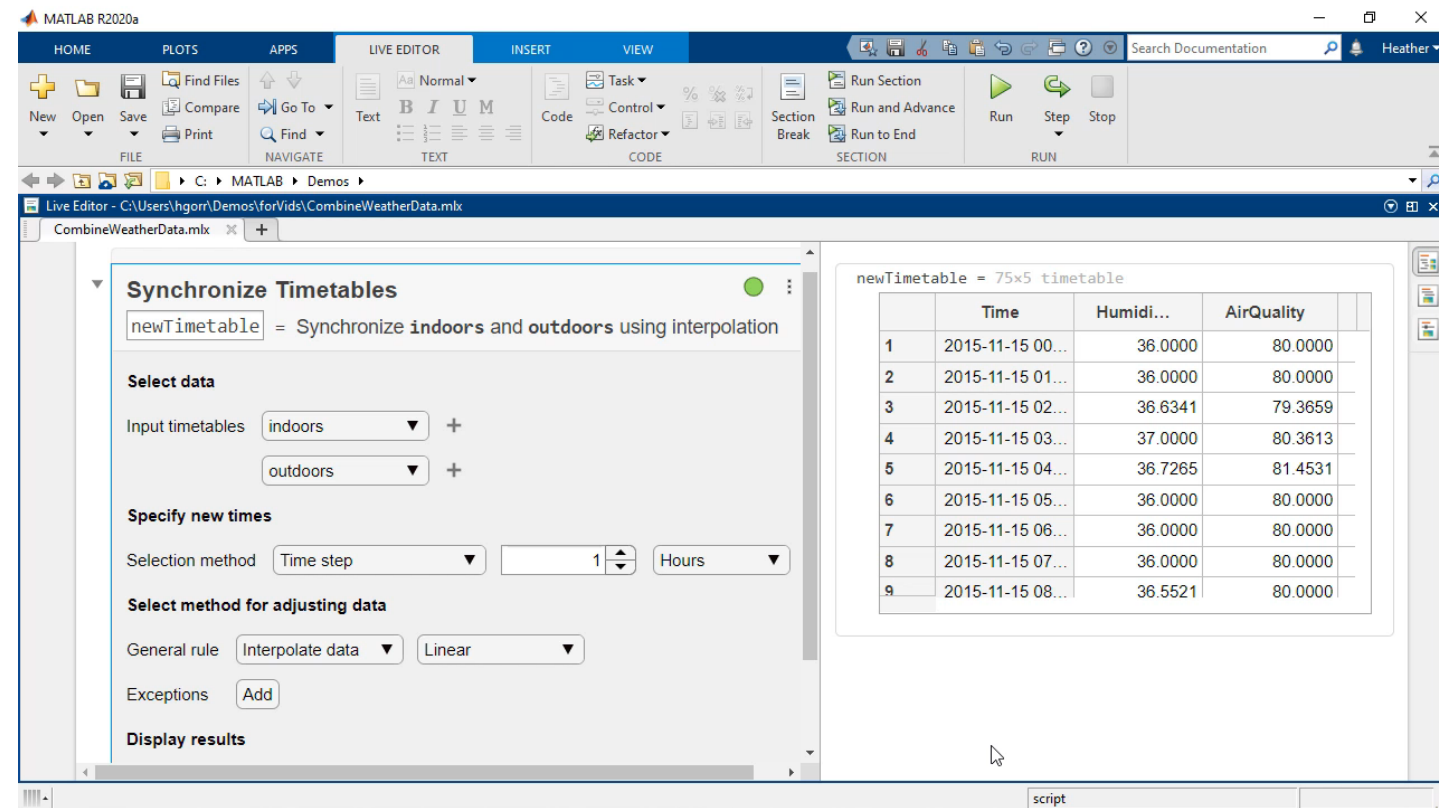 MATLAB R2020a
HOME PLOTS APPS LIVE EDITOR INSERT VIEW Search Documentation Heather
New Open Save Find Files Compare Print
FILE
Go To Find
NAVIGATE
Text Normal B I U M
TEXT
Code Task Control Refactor
CODE
Section Break Run Section Run and Advance Run to End
SECTION
Run Step Stop
RUN
C: MATLAB Demos
Live Editor - C:\Users\hgorr\Demos\forVids\CombineWeatherData.mlx
CombineWeatherData.mlx
Synchronize Timetables
newTimetable = Synchronize indoors and outdoors using interpolation
Select data
Input timetables indoors
outdoors
Specify new times
Selection method Time step 1 Hours
Select method for adjusting data
General rule Interpolate data Linear
Exceptions Add
Display results
newTimetable = 75×5 timetable
Time Humidi... AirQuality
1 2015-11-15 00... 36.0000 80.0000
2 2015-11-15 01... 36.0000 80.0000
3 2015-11-15 02... 36.6341 79.3659
4 2015-11-15 03... 37.0000 80.3613
5 2015-11-15 04... 36.7265 81.4531
6 2015-11-15 05... 36.0000 80.0000
7 2015-11-15 06... 36.0000 80.0000
8 2015-11-15 07... 36.0000 80.0000
9 2015-11-15 08... 36.5521 80.0000
script